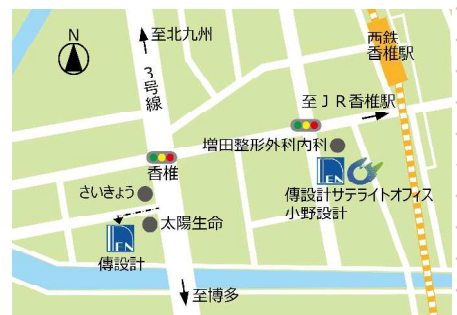 N
至北九州
西鉄
香椎駅
3号線
至JR香椎駅
増田整形外科内科
香椎
さいきょう
傳設計サテライトオフィス
小野設計
太陽生命
EN
EN
傳設計
至博多